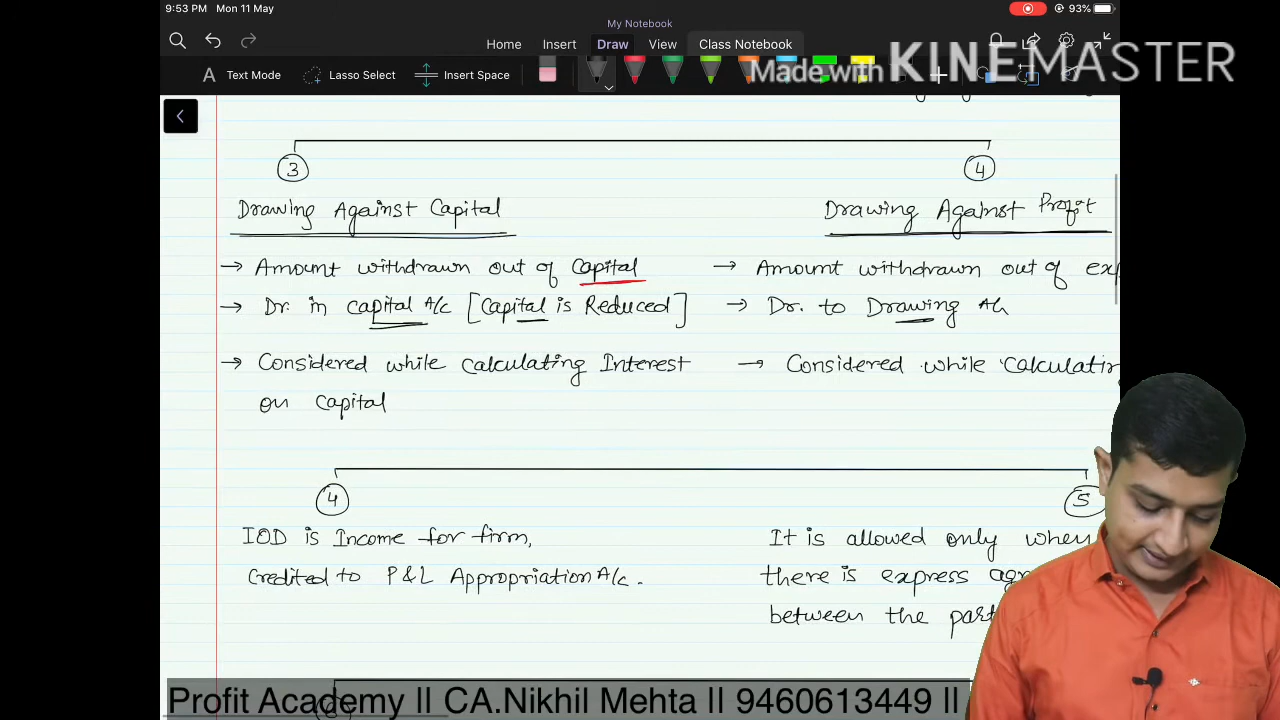 9:53 PM Mon 11 May
93%
My Notebook
Home Insert Draw View Class Notebook
Text Mode Lasso Select Insert Space
Made with KINEMASTER
3
4
Drawing Against Capital
Drawing Against Profit
→ Amount withdrawn out of Capital
→ Amount withdrawn out of exp
→ Dr. in capital A/c [Capital is Reduced]
→ Dr. to Drawing A/c
→ Considered while calculating Interest
on Capital
→ Considered while calculatin
4
5
IOD is Income for firm,
credited to P&L Appropriation A/c.
It is allowed only when
there is express agr
between the part
Profit Academy ll CA.Nikhil Mehta ll 9460613449 ll